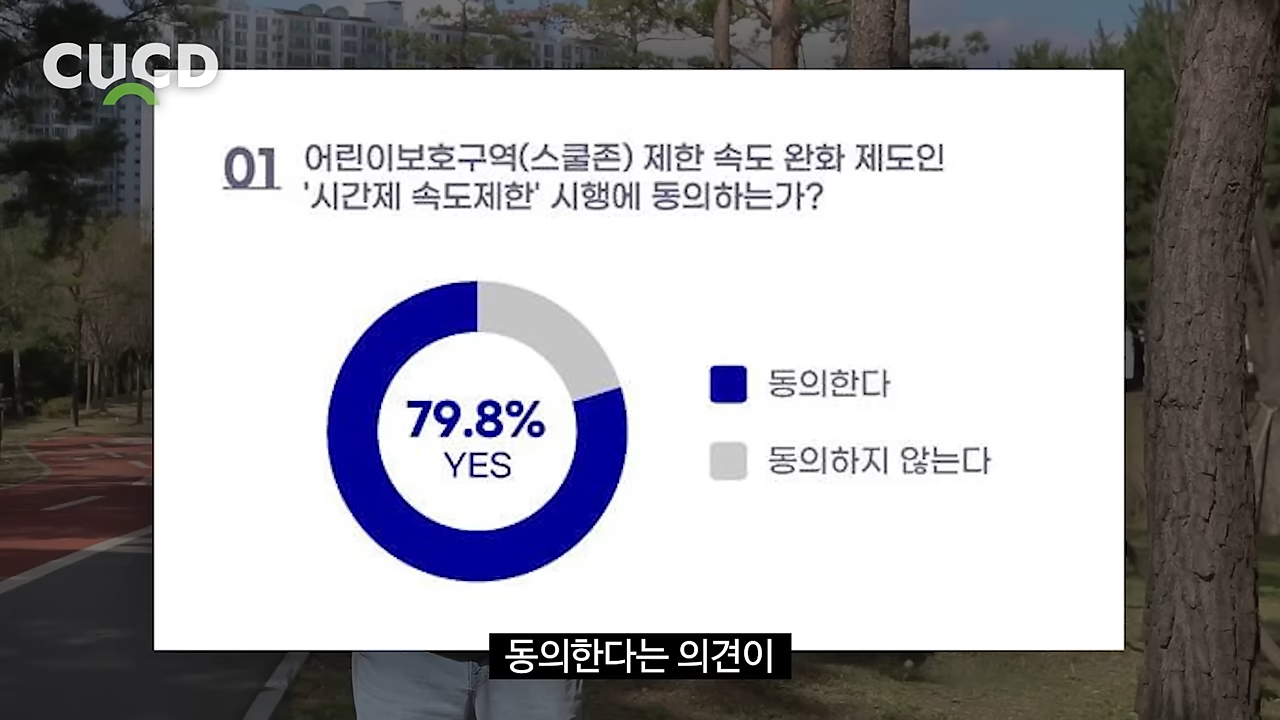 CUCD
01
어린이보호구역(스쿨존) 제한 속도 완화 제도인
'시간제 속도제한' 시행에 동의하는가?
79.8%
YES
동의한다
동의하지 않는다
동의한다는 의견이